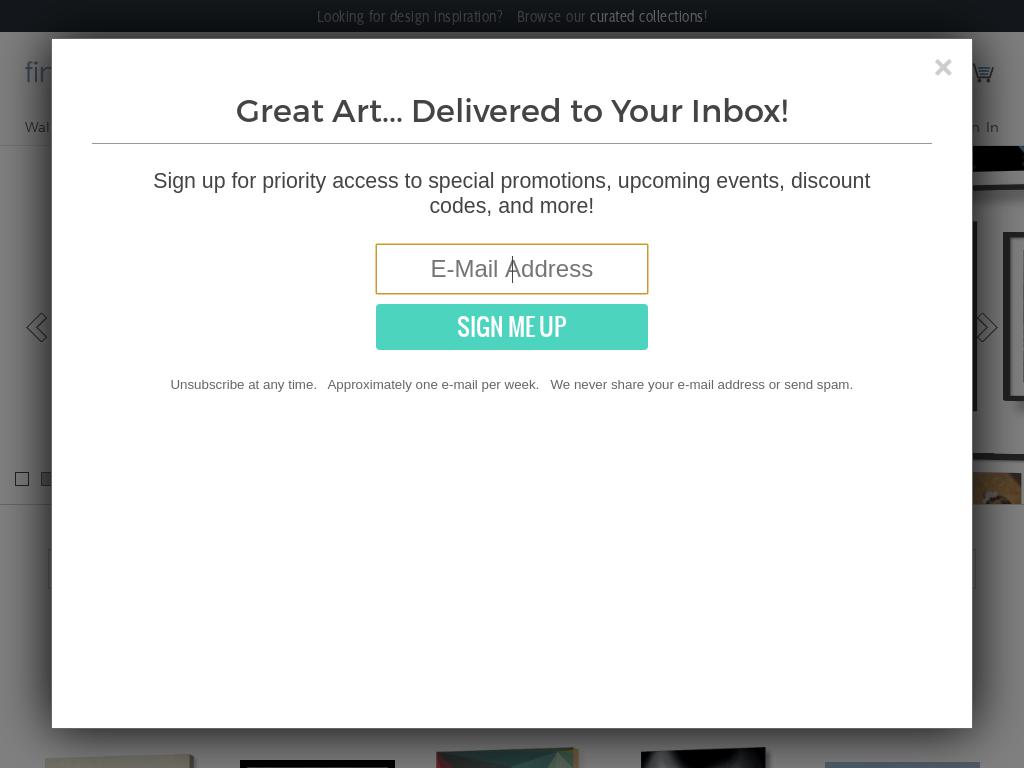 Looking for design inspiration? Browse our curated collections!
fin
Great Art... Delivered to Your Inbox!
Wal
n In
Sign up for priority access to special promotions, upcoming events, discount
codes, and more!
E-Mail Address
SIGN ME UP
Unsubscribe at any time. Approximately one e-mail per week. We never share your e-mail address or send spam.